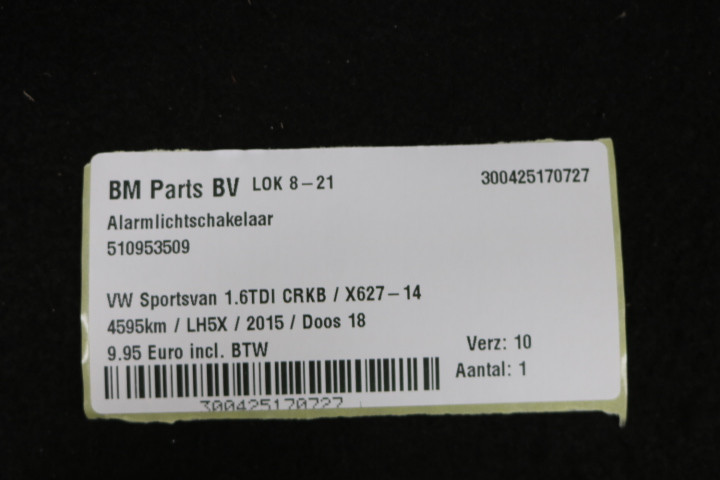 BM Parts BV LOK 8-21 300425170727
Alarmlichtschakelaar
510953509
VW Sportsvan 1.6TDI CRKB / X627-14
4595km / LH5X / 2015 / Doos 18
9.95 Euro incl. BTW
Verz: 10
Aantal: 1
300425170727